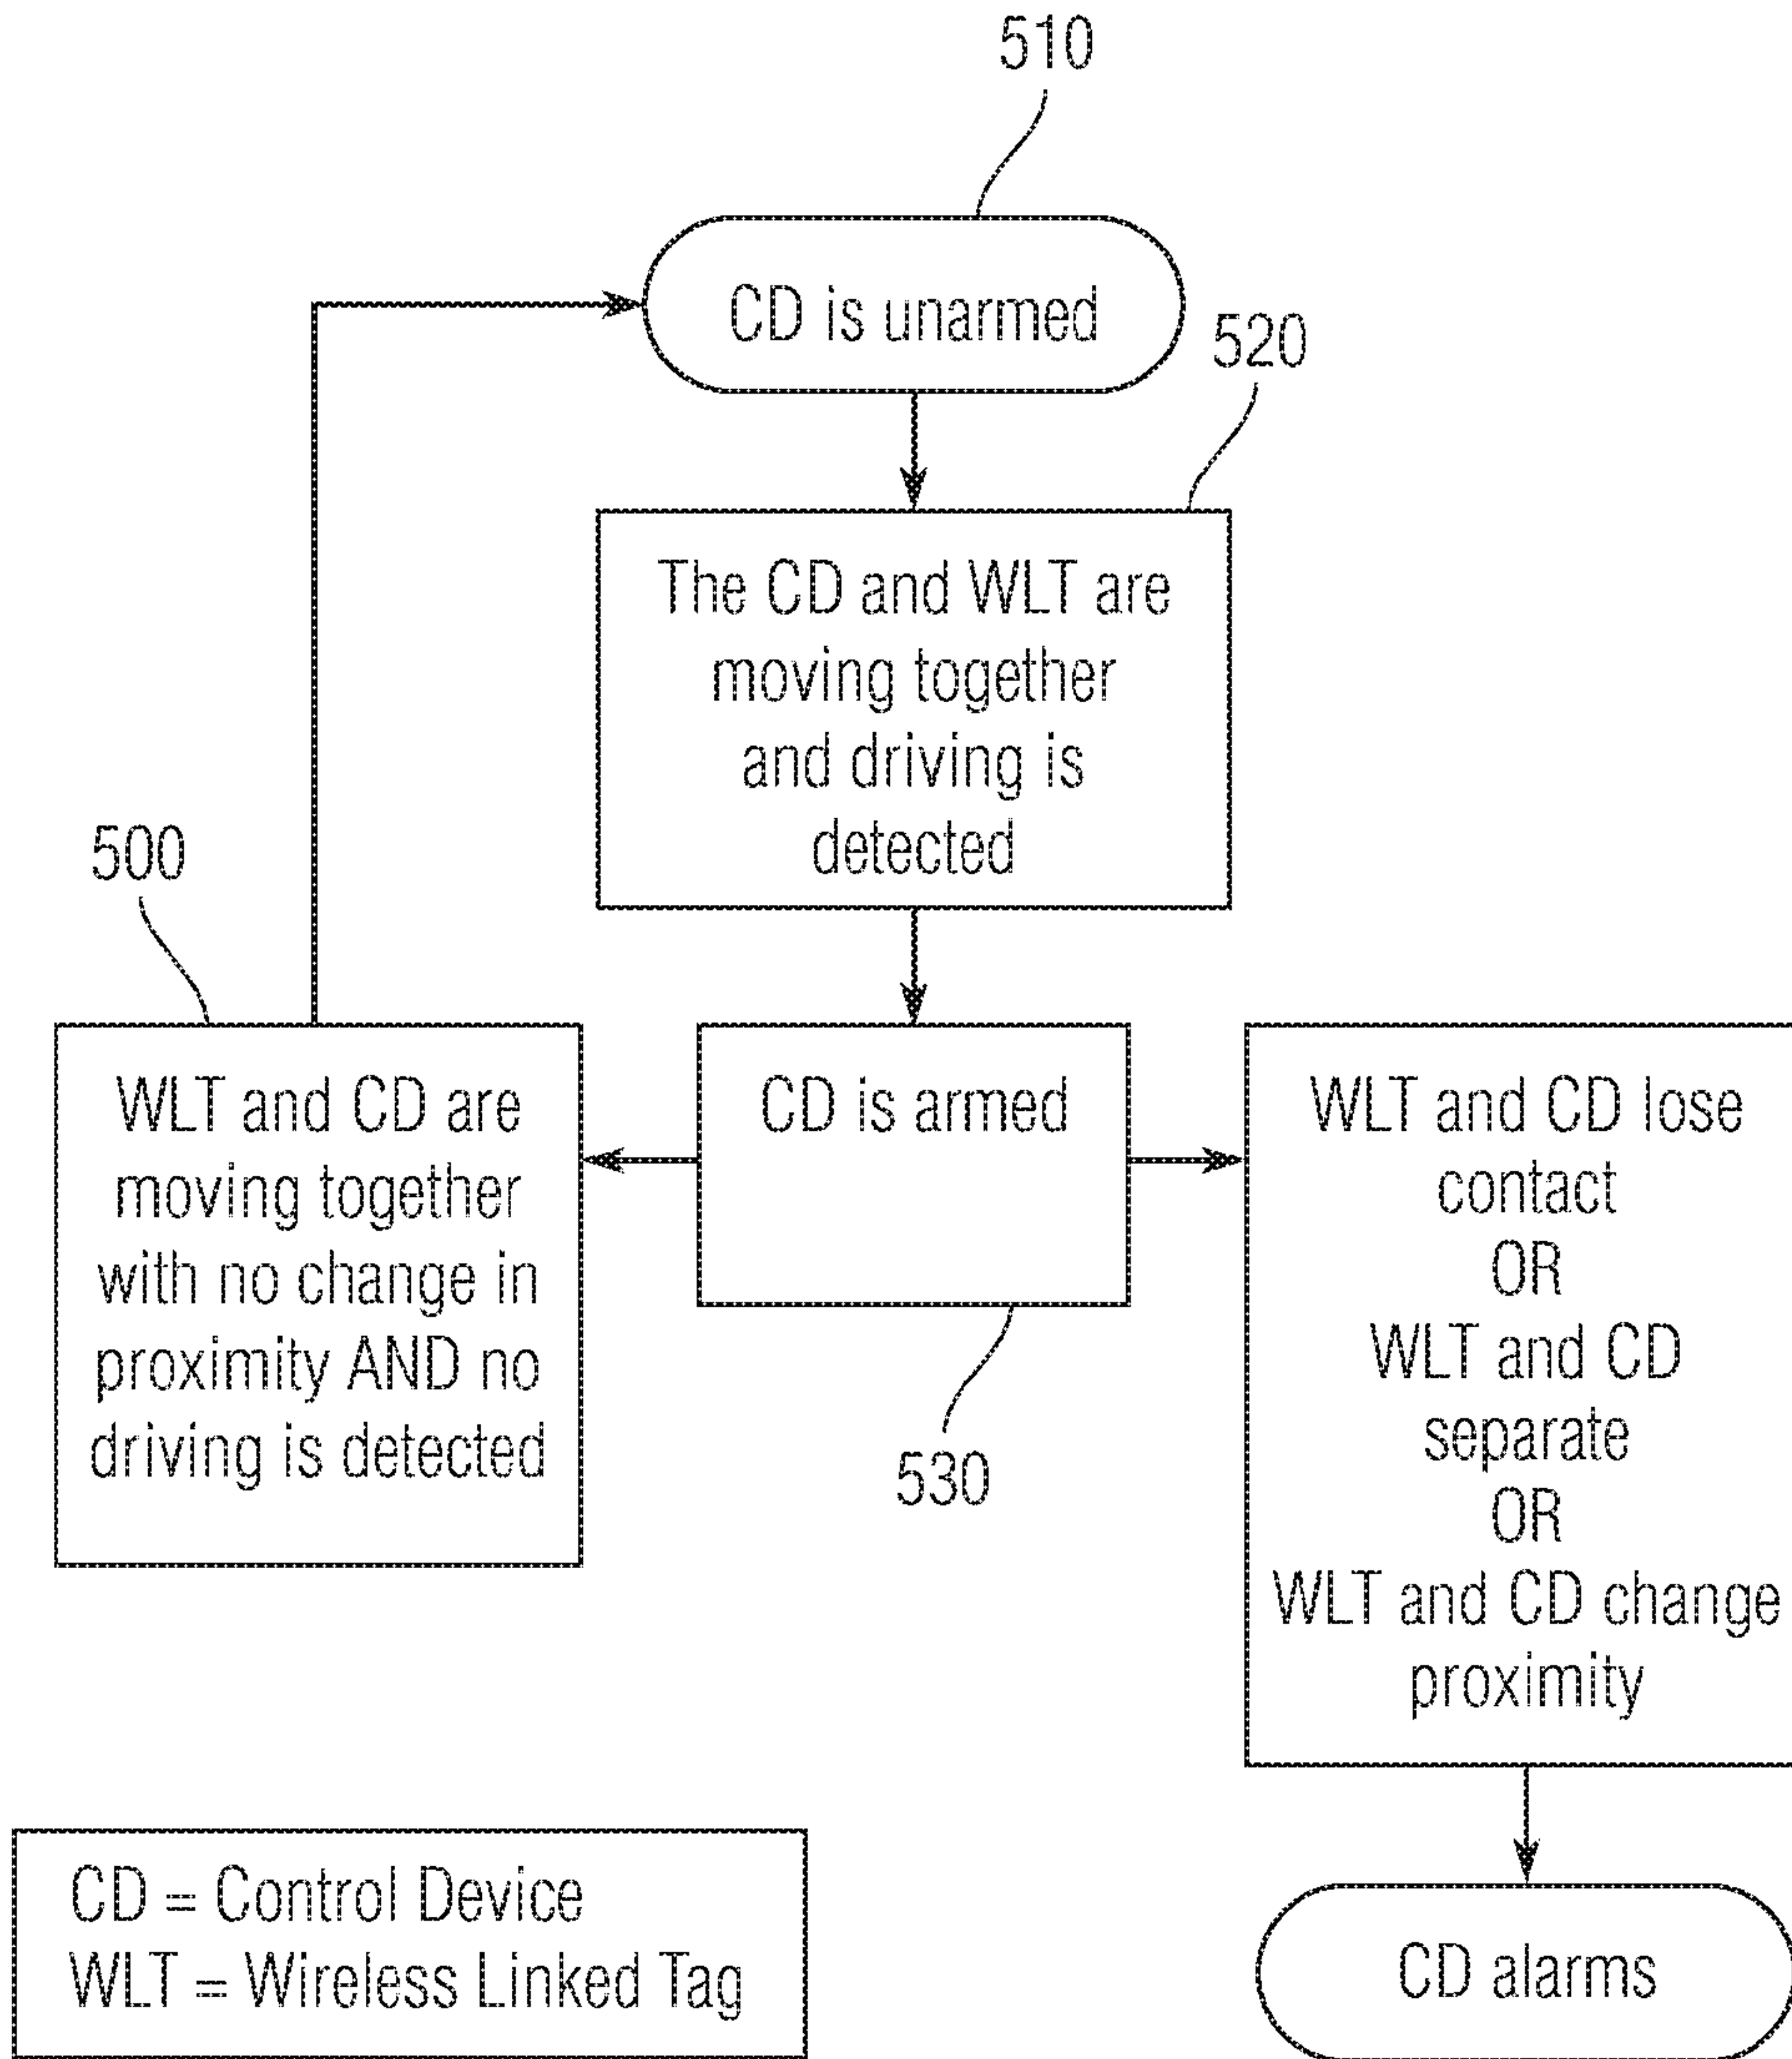 510
CD is unarmed
520
The CD and WLT are
moving together
and driving is
detected
500
WLT and CD are
moving together
with no change in
proximity AND no
driving is detected
CD is armed
530
WLT and CD lose
contact
OR
WLT and CD
separate
OR
WLT and CD change
proximity
CD = Control Device
WLT = Wireless Linked Tag
CD alarms